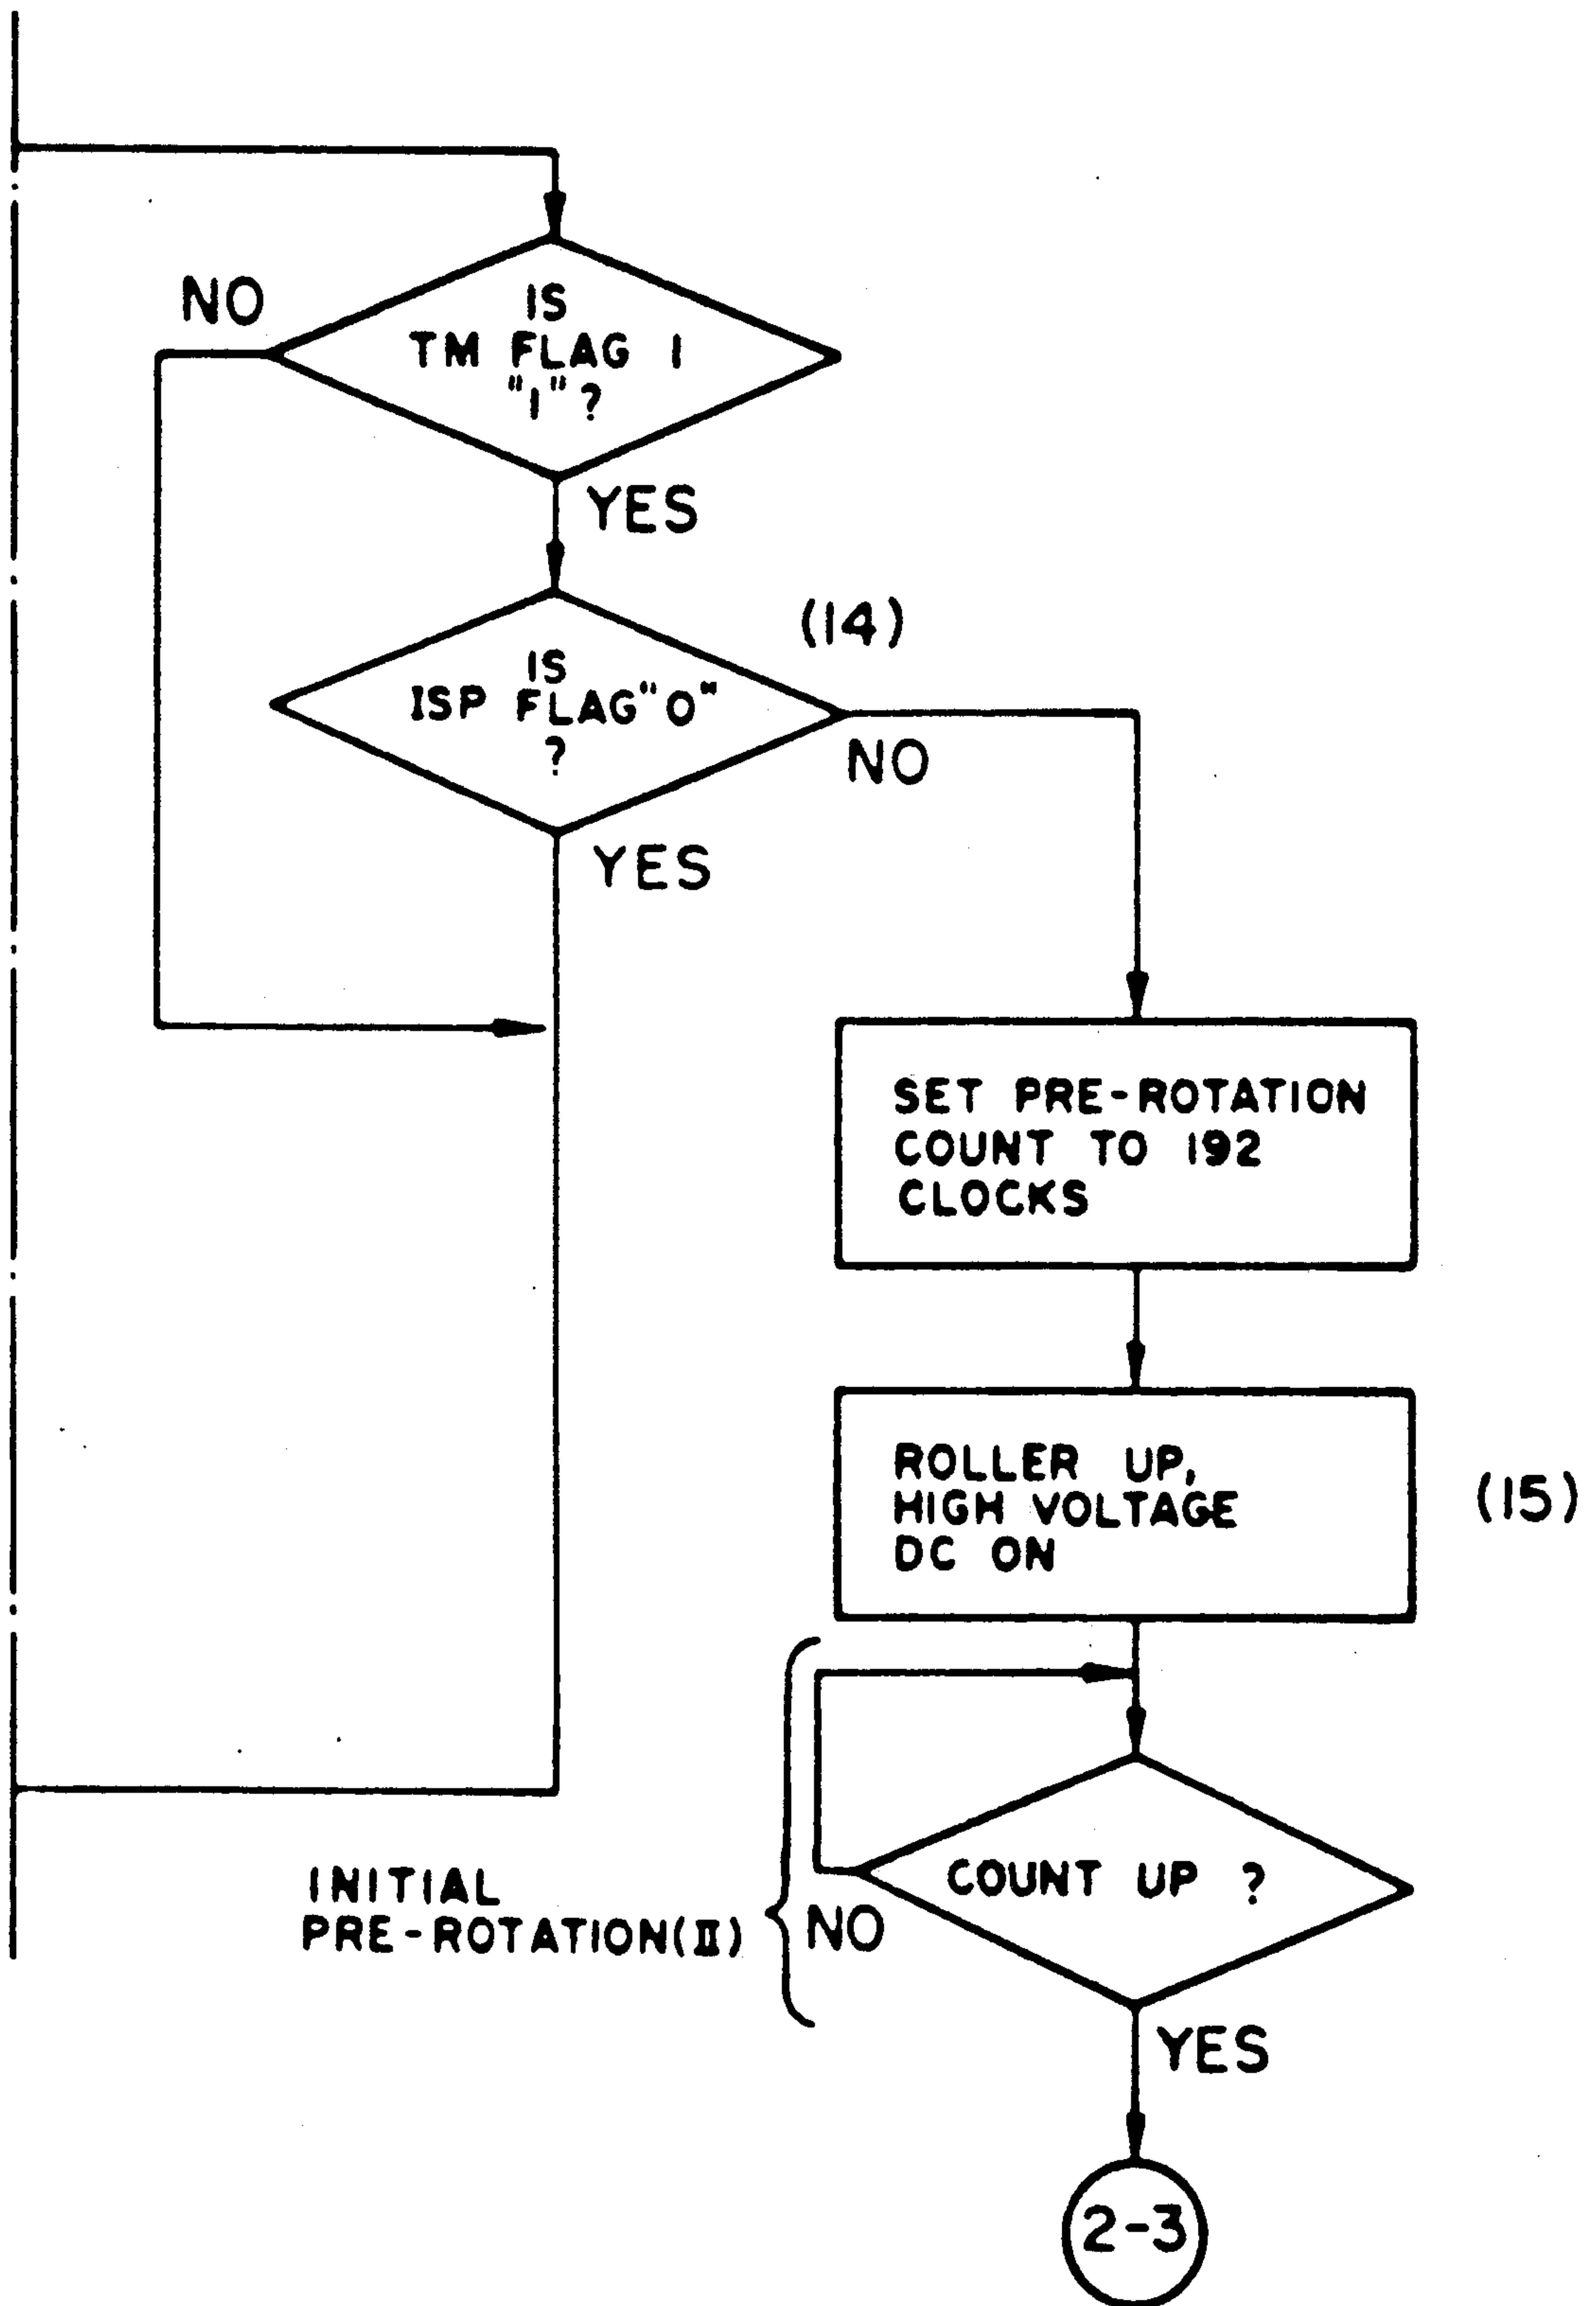 NO
IS
TM FLAG 1
"1"?
YES
(14)
IS
ISP FLAG"0"
?
NO
YES
SET PRE-ROTATION
COUNT TO 192
CLOCKS
ROLLER UP,
HIGH VOLTAGE
DC ON
(15)
COUNT UP ?
INITIAL
PRE-ROTATION(II)
NO
YES
2-3